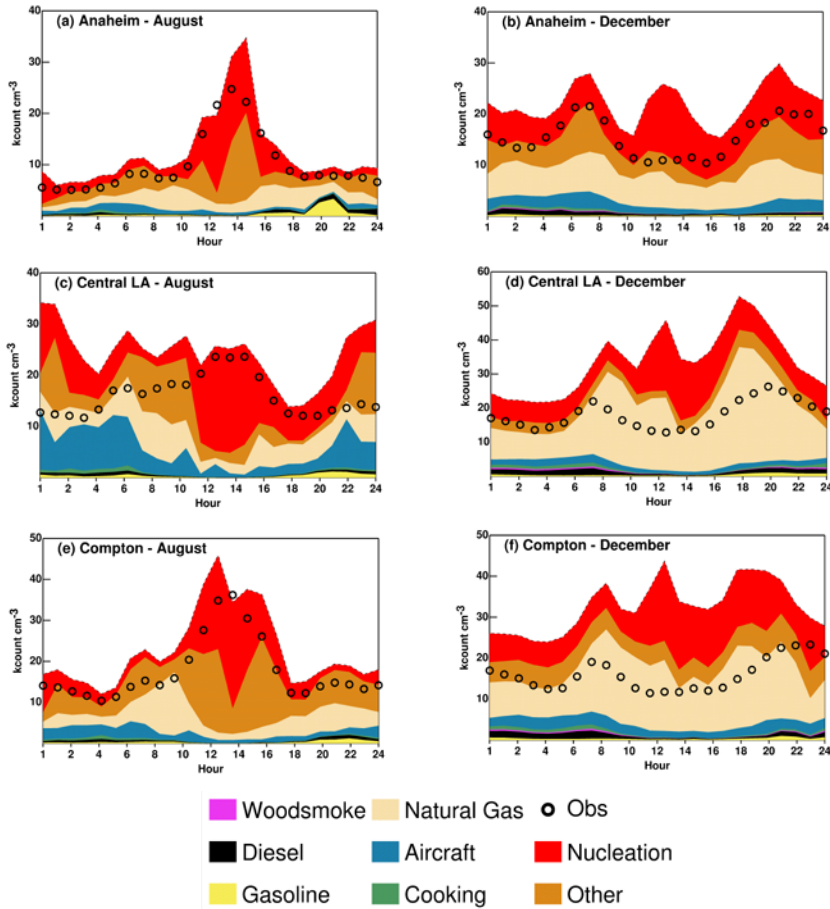 (a) Anaheim - August
40
30
20
10
kcount cm-3
1 2 4 6 8 10 12 14 16 18 20 22 24
Hour
(b) Anaheim - December
40
30
20
10
1 2 4 6 8 10 12 14 16 18 20 22 24
Hour
(c) Central LA - August
40
30
20
10
kcount cm-3
1 2 4 6 8 10 12 14 16 18 20 22 24
Hour
(d) Central LA - December
60
50
40
30
20
10
kcount cm-3
1 2 4 6 8 10 12 14 16 18 20 22 24
Hour
(e) Compton - August
50
40
30
20
10
kcount cm-3
1 2 4 6 8 10 12 14 16 18 20 22 24
Hour
(f) Compton - December
50
40
30
20
10
kcount cm-3
1 2 4 6 8 10 12 14 16 18 20 22 24
Hour
Woodsmoke Natural Gas Obs
Diesel Aircraft Nucleation
Gasoline Cooking Other